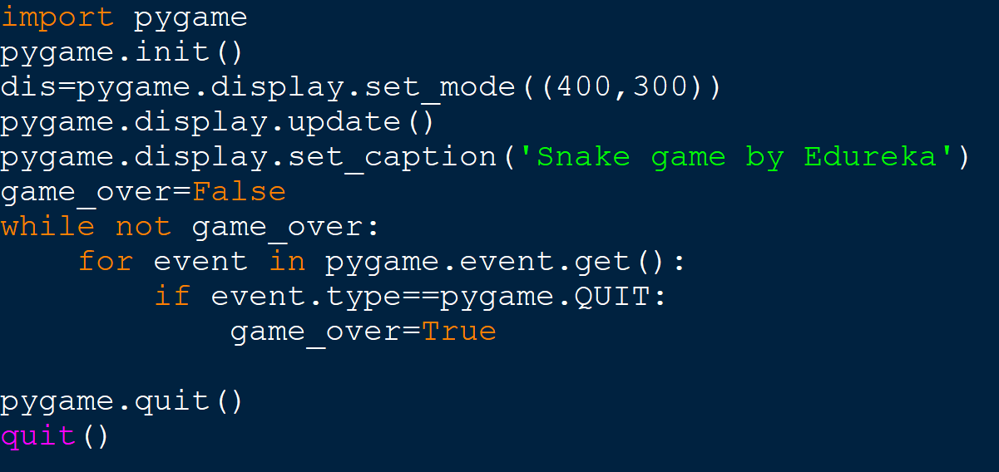 import pygame
pygame.init()
dis=pygame.display.set_mode((400,300))
pygame.display.update()
pygame.display.set_caption('Snake game by Edureka')
game_over=False
while not game_over:
    for event in pygame.event.get():
        if event.type==pygame.QUIT:
            game_over=True

pygame.quit()
quit()